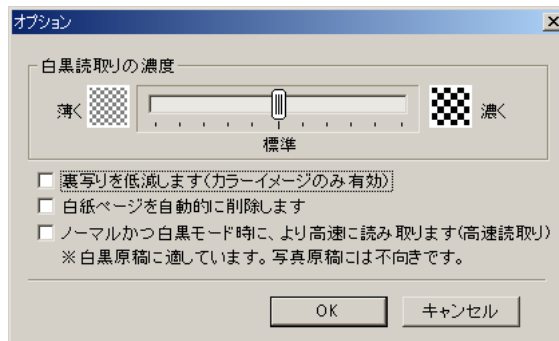 オプション
白黒読取りの濃度
薄く 濃く
標準
裏写りを低減します(カラーイメージのみ有効)
白紙ページを自動的に削除します
ノーマルかつ白黒モード時に、より高速に読み取ります(高速読取り)
※白黒原稿に適しています。写真原稿には不向きです。
OK キャンセル